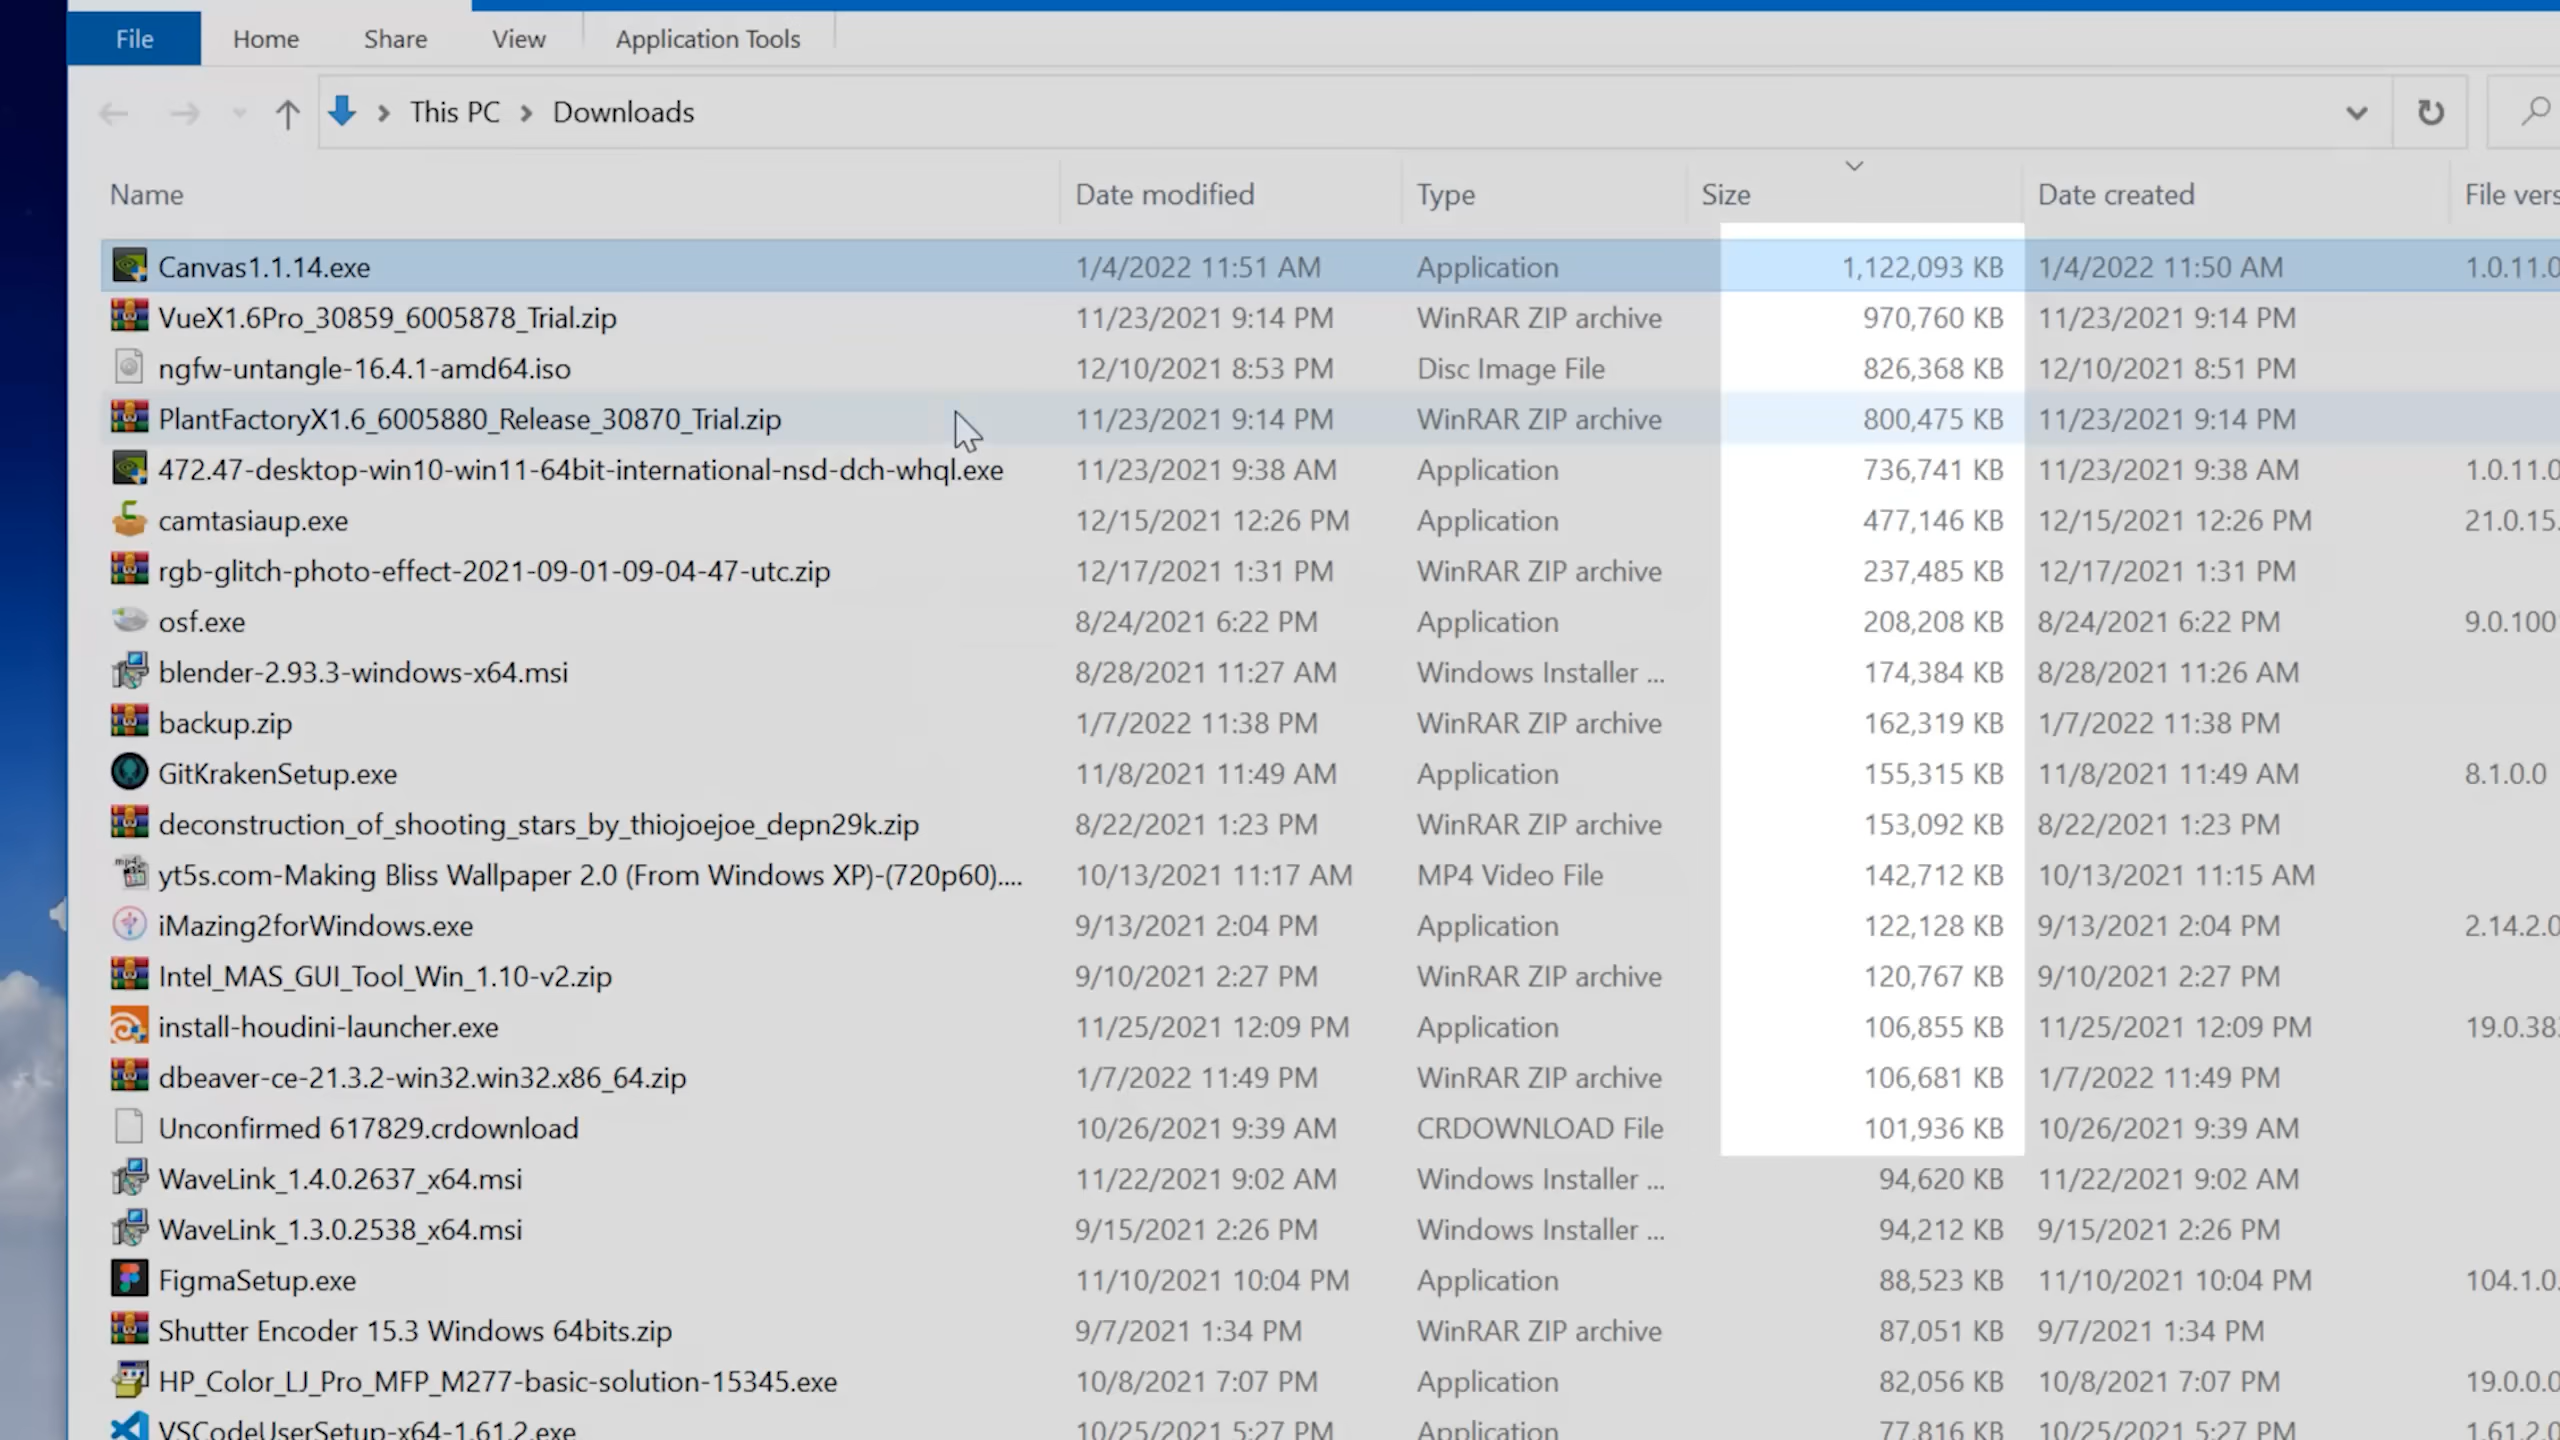 File Home Share View Application Tools
This PC > Downloads
Name Date modified Type Size Date created File vers
Canvas1.1.14.exe 1/4/2022 11:51 AM Application 1,122,093 KB 1/4/2022 11:50 AM 1.0.11.0
VueX1.6Pro_30859_6005878_Trial.zip 11/23/2021 9:14 PM WinRAR ZIP archive 970,760 KB 11/23/2021 9:14 PM
ngfw-untangle-16.4.1-amd64.iso 12/10/2021 8:53 PM Disc Image File 826,368 KB 12/10/2021 8:51 PM
PlantFactoryX1.6_6005880_Release_30870_Trial.zip 11/23/2021 9:14 PM WinRAR ZIP archive 800,475 KB 11/23/2021 9:14 PM
472.47-desktop-win10-win11-64bit-international-nsd-dch-whql.exe 11/23/2021 9:38 AM Application 736,741 KB 11/23/2021 9:38 AM 1.0.11.0
camtasiaup.exe 12/15/2021 12:26 PM Application 477,146 KB 12/15/2021 12:26 PM 21.0.15.
rgb-glitch-photo-effect-2021-09-01-09-04-47-utc.zip 12/17/2021 1:31 PM WinRAR ZIP archive 237,485 KB 12/17/2021 1:31 PM
osf.exe 8/24/2021 6:22 PM Application 208,208 KB 8/24/2021 6:22 PM 9.0.100
blender-2.93.3-windows-x64.msi 8/28/2021 11:27 AM Windows Installer ... 174,384 KB 8/28/2021 11:26 AM
backup.zip 1/7/2022 11:38 PM WinRAR ZIP archive 162,319 KB 1/7/2022 11:38 PM
GitKrakenSetup.exe 11/8/2021 11:49 AM Application 155,315 KB 11/8/2021 11:49 AM 8.1.0.0
deconstruction_of_shooting_stars_by_thiojoejoe_depn29k.zip 8/22/2021 1:23 PM WinRAR ZIP archive 153,092 KB 8/22/2021 1:23 PM
yt5s.com-Making Bliss Wallpaper 2.0 (From Windows XP)-(720p60).... 10/13/2021 11:17 AM MP4 Video File 142,712 KB 10/13/2021 11:15 AM
iMazing2forWindows.exe 9/13/2021 2:04 PM Application 122,128 KB 9/13/2021 2:04 PM 2.14.2.0
Intel_MAS_GUI_Tool_Win_1.10-v2.zip 9/10/2021 2:27 PM WinRAR ZIP archive 120,767 KB 9/10/2021 2:27 PM
install-houdini-launcher.exe 11/25/2021 12:09 PM Application 106,855 KB 11/25/2021 12:09 PM 19.0.38
dbeaver-ce-21.3.2-win32.win32.x86_64.zip 1/7/2022 11:49 PM WinRAR ZIP archive 106,681 KB 1/7/2022 11:49 PM
Unconfirmed 617829.crdownload 10/26/2021 9:39 AM CRDOWNLOAD File 101,936 KB 10/26/2021 9:39 AM
WaveLink_1.4.0.2637_x64.msi 11/22/2021 9:02 AM Windows Installer ... 94,620 KB 11/22/2021 9:02 AM
WaveLink_1.3.0.2538_x64.msi 9/15/2021 2:26 PM Windows Installer ... 94,212 KB 9/15/2021 2:26 PM
FigmaSetup.exe 11/10/2021 10:04 PM Application 88,523 KB 11/10/2021 10:04 PM 104.1.0.
Shutter Encoder 15.3 Windows 64bits.zip 9/7/2021 1:34 PM WinRAR ZIP archive 87,051 KB 9/7/2021 1:34 PM
HP_Color_LJ_Pro_MFP_M277-basic-solution-15345.exe 10/8/2021 7:07 PM Application 82,056 KB 10/8/2021 7:07 PM 19.0.0.0
VSCodeUserSetup-x64-1.61.2.exe 10/25/2021 5:27 PM Application 77,816 KB 10/25/2021 5:27 PM 1.61.2.0